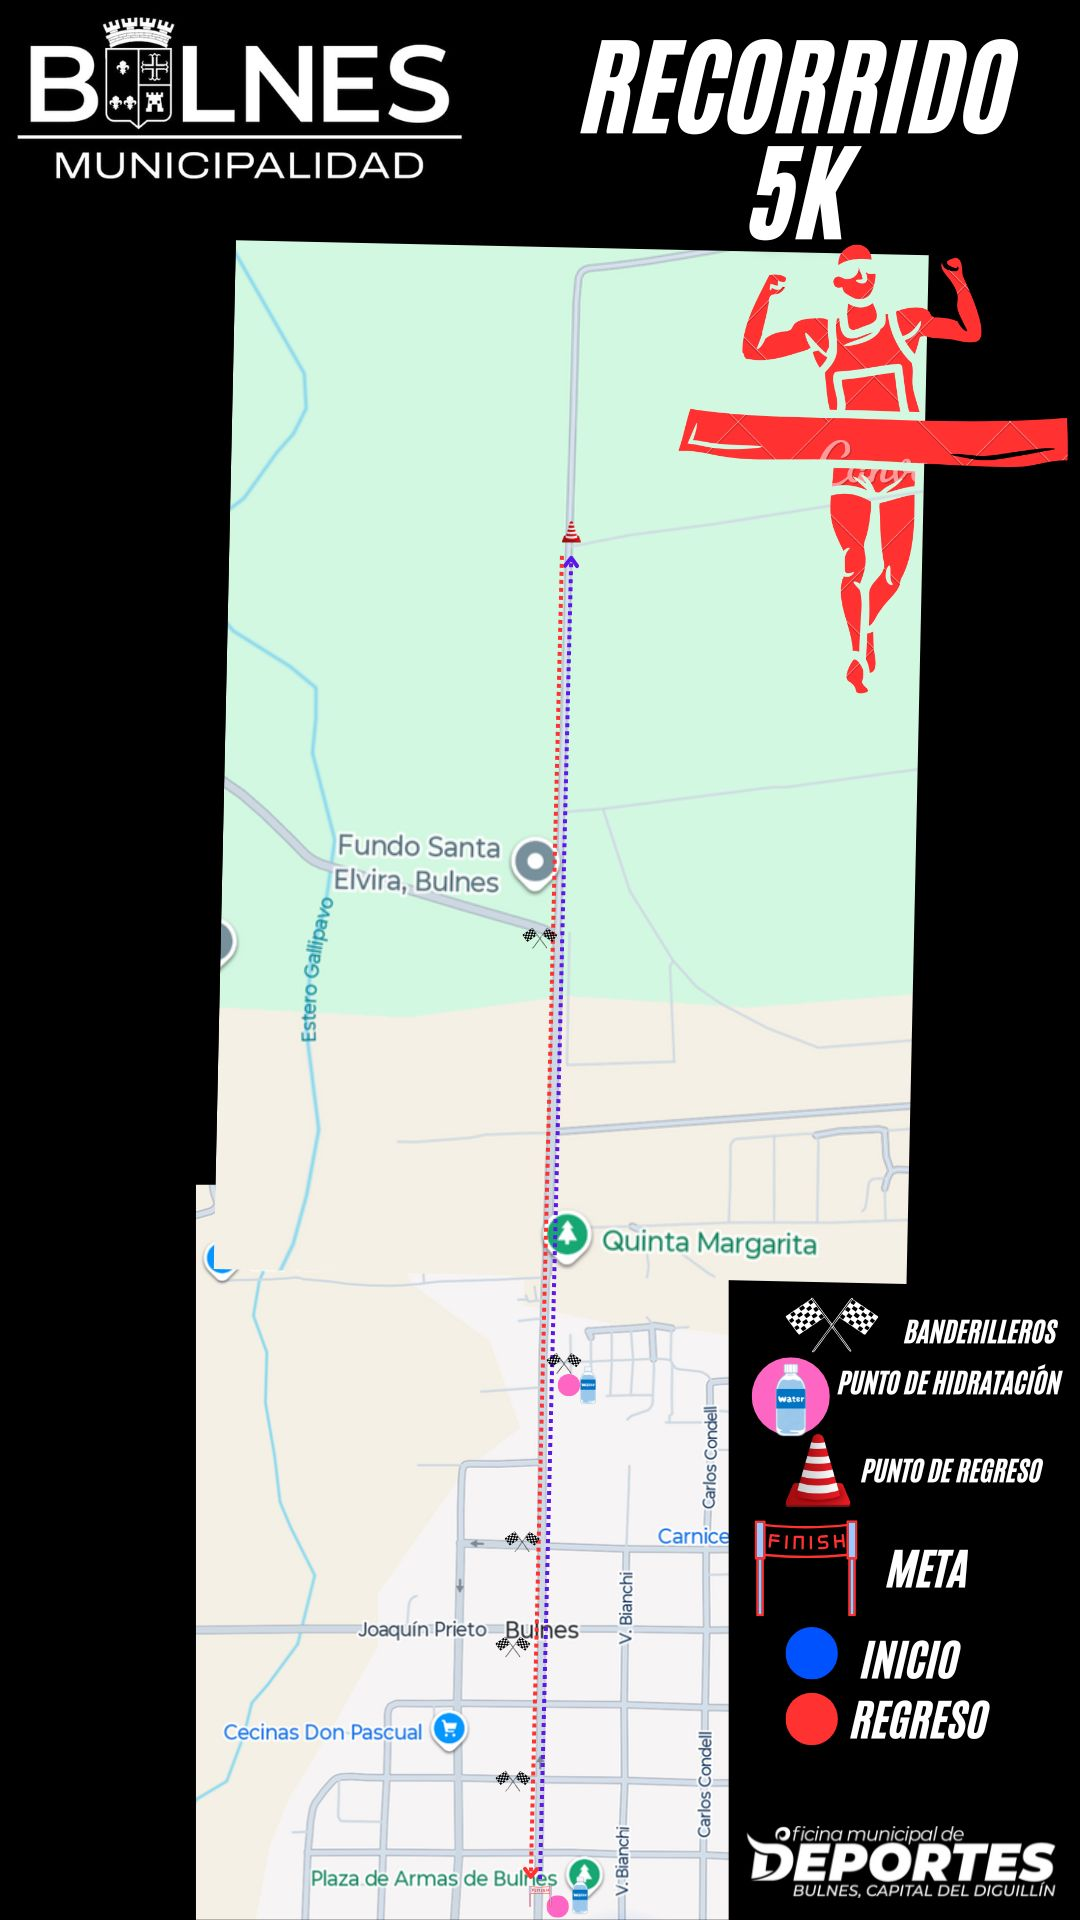 BULNES
MUNICIPALIDAD
RECORRIDO
5K
Fundo Santa
Elvira, Bulnes
Estero Gallipavo
Quinta Margarita
Carlos Condell
Carnice
V. Bianchi
Joaquín Prieto
Bulnes
Cecinas Don Pascual
Carlos Condell
V. Bianchi
Plaza de Armas de Bulnes
BANDERILLEROS
water
PUNTO DE HIDRATACIÓN
PUNTO DE REGRESO
FINISH
META
INICIO
REGRESO
Oficina municipal de
DEPORTES
BULNES, CAPITAL DEL DIGUILLÍN